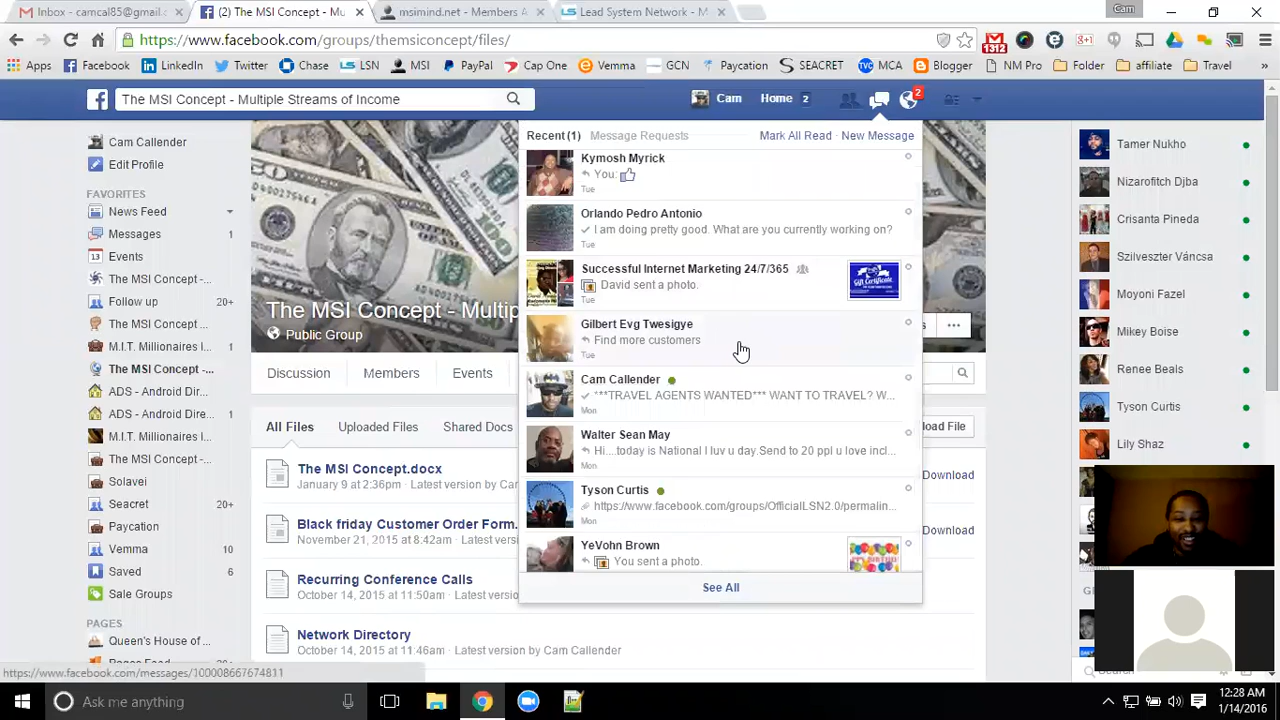 Inbox - camcal85@gmail.c
(2) The MSI Concept - Mult
msimind.net - Members A
Lead System Network - M
Cam
https://www.facebook.com/groups/themsiconcept/files/
1312
Apps
Facebook
LinkedIn
Twitter
Chase
LSN
MSI
PayPal
Cap One
Vemma
GCN
Paycation
SEACRET
MCA
Blogger
NM Pro
Folder
affiliate
Travel
The MSI Concept - Multiple Streams of Income
Cam
Home 2
2
Cam Callender
Edit Profile
FAVORITES
News Feed
Messages
Events
The MSI Concept -...
Follow up 20+
The MSI Concept ...
M.I.T. Millionaires I...
The MSI Concept -...
ADS - Android Dir...
ADS - Android Dire...
M.I.T. Millionaires I...
The MSI Concept -...
Solavei
Seacret 20+
Paycation
Vemma 10
Saved 6
Sale Groups
PAGES
Queen's House of ...
Pages Feed
The MSI Concept - Multip
Public Group
Discussion
Members
Events
All Files
Uploaded Files
Shared Docs
oad File
The MSI Concept.docx
January 9 at 2:36pm · Latest version by Cam
Download
Black friday Customer Order Form.
November 21, 2015 at 8:42am · Latest versio
Download
Recurring Conference Calls
October 14, 2015 at 11:50am · Latest version
Network Directory
October 14, 2015 at 11:46am · Latest version by Cam Callender
Recent (1)
Message Requests
Mark All Read · New Message
Kymosh Myrick
You:
Tue
Orlando Pedro Antonio
I am doing pretty good. What are you currently working on?
Tue
Successful Internet Marketing 24/7/365
David sent a photo.
Tue
Gilbert Evg Twesigye
Find more customers
Tue
Cam Callender
***TRAVEL AGENTS WANTED*** WANT TO TRAVEL? W...
Mon
Walter Sean May
Hi...today is National I luv u day.Send to 20 ppl u love incl...
Mon
Tyson Curtis
https://www.facebook.com/groups/OfficialLSN2.0/permalin...
Mon
YeVohn Brown
You sent a photo.
See All
Tamer Nukho
Nizarofitch Djba
Crisanta Pineda
Szilveszter Váncsa
Moyoni Fazel
Mikey Boise
Renee Beals
Tyson Curtis
Lily Shaz
https://www.facebook.com/messages/100008667674811
Ask me anything
12:28 AM
1/14/2016